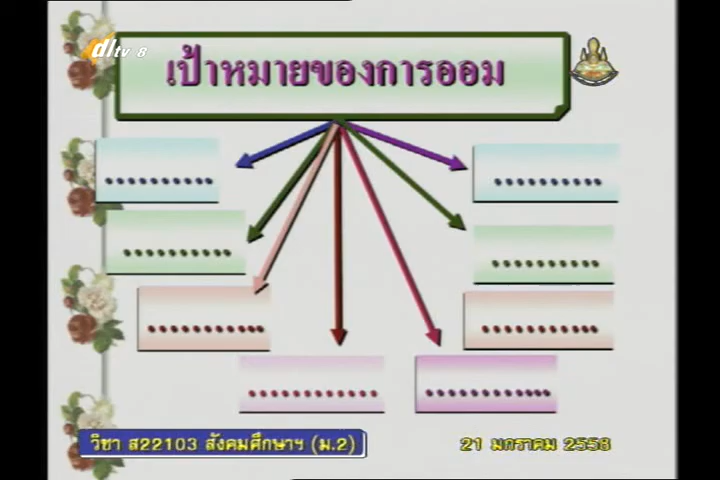 dltv 8
เป้าหมายของการออม
..........
..........
..........
..........
............
............
............
..............
วิชา ส22103 สังคมศึกษาฯ (ม.2)
21 มกราคม 2558